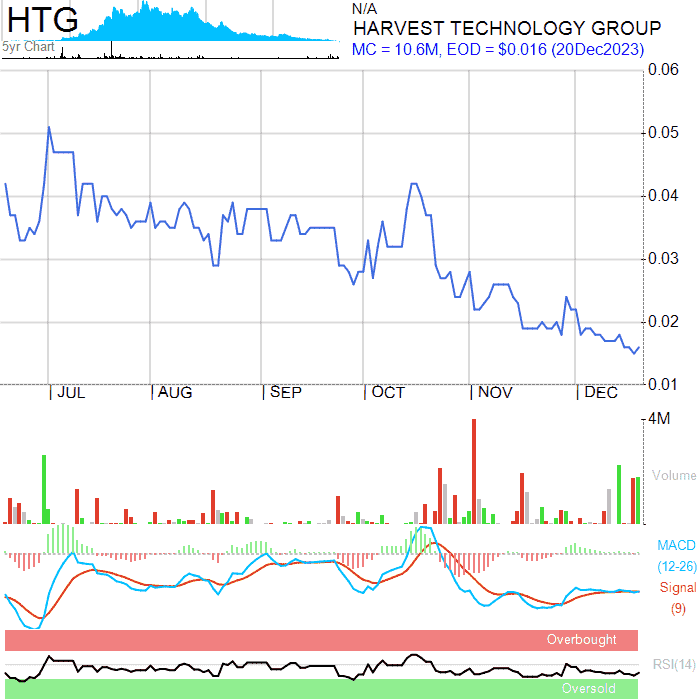 HTG
5yr Chart
N/A
HARVEST TECHNOLOGY GROUP
MC = 10.6M, EOD = $0.016 (20Dec2023)
0.06
0.05
0.04
0.03
0.02
0.01
JUL AUG SEP OCT NOV DEC
4M
Volume
MACD
(12-26)
Signal
(9)
Overbought
RSI(14)
Oversold